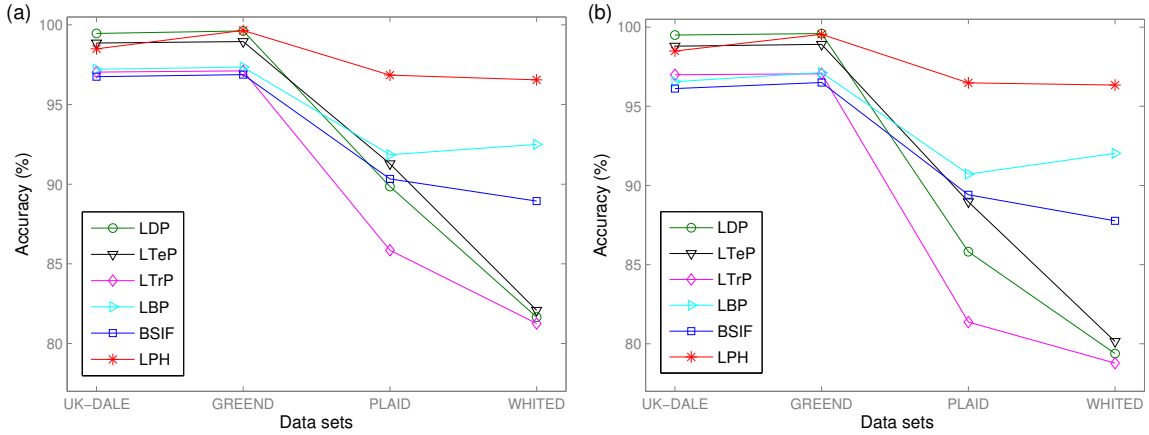 (a)
Accuracy (%)
100
95
90
85
80
LDP
LTeP
LTrP
LBP
BSIF
LPH
UK−DALE GREEND PLAID WHITED
Data sets
(b)
Accuracy (%)
100
95
90
85
80
LDP
LTeP
LTrP
LBP
BSIF
LPH
UK−DALE GREEND PLAID WHITED
Data sets